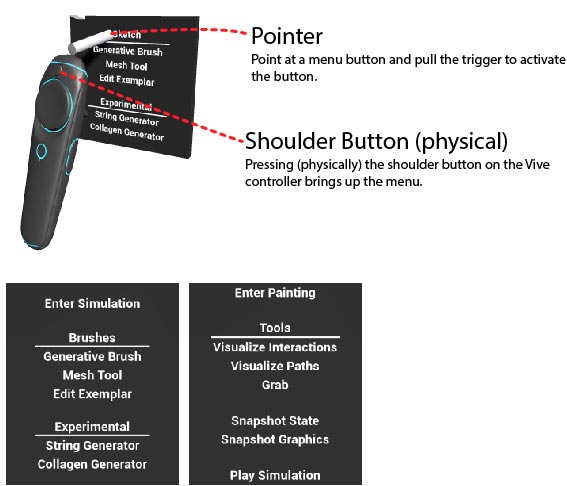 Sketch
Generative Brush
Mesh Tool
Edit Exemplar
Experimental
String Generator
Collagen Generator
Pointer
Point at a menu button and pull the trigger to activate
the button.
Shoulder Button (physical)
Pressing (physically) the shoulder button on the Vive
controller brings up the menu.
Enter Simulation
Brushes
Generative Brush
Mesh Tool
Edit Exemplar
Experimental
String Generator
Collagen Generator
Enter Painting
Tools
Visualize Interactions
Visualize Paths
Grab
Snapshot State
Snapshot Graphics
Play Simulation